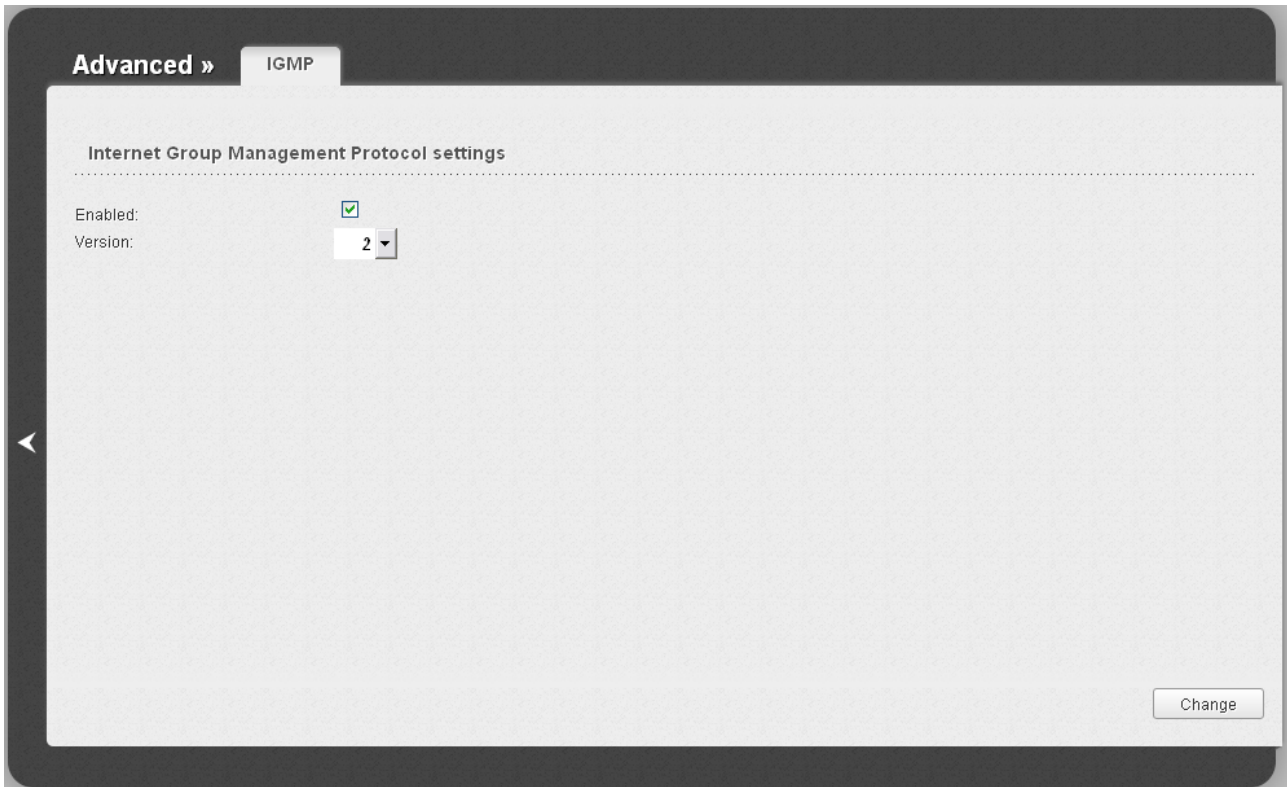 Advanced » IGMP
Internet Group Management Protocol settings
Enabled:
Version: 2
Change